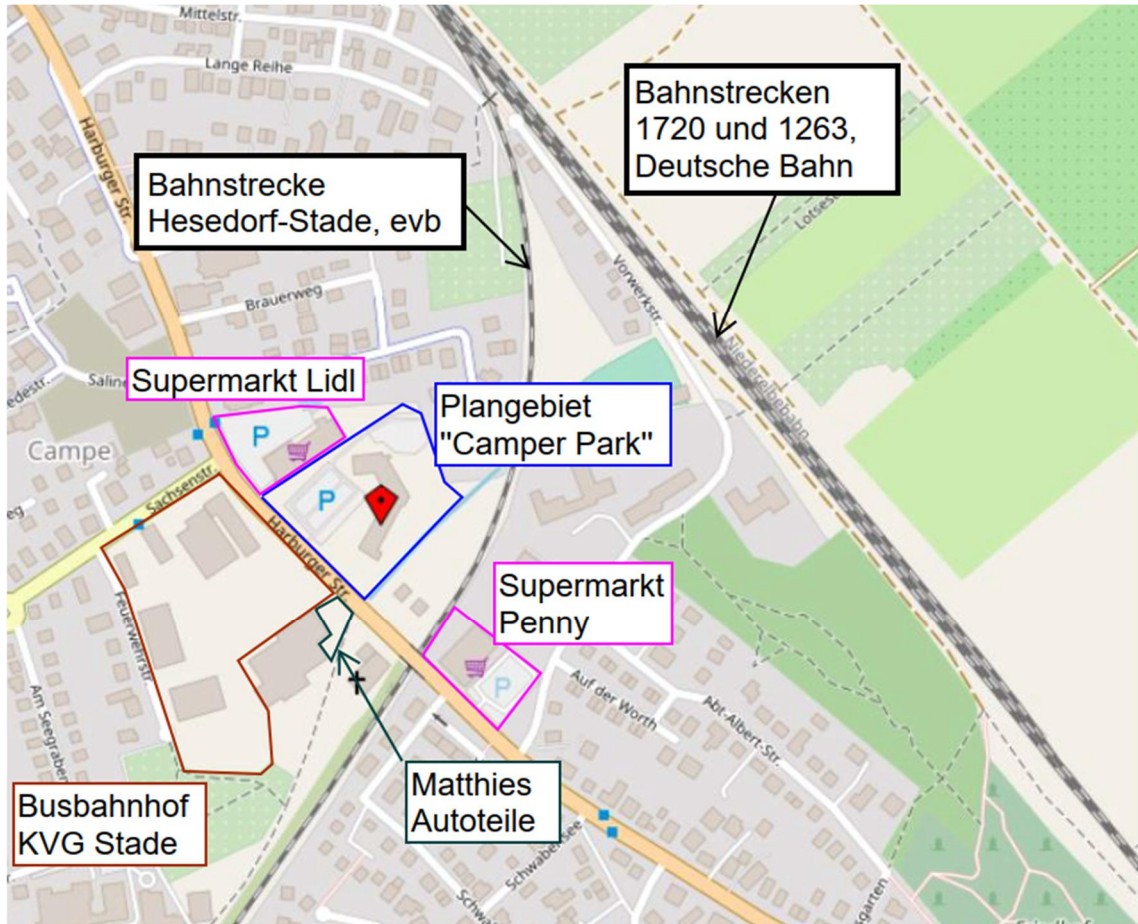 Mittelstr.
Lange Reihe
Harburger Str.
Bahnstrecken
1720 und 1263,
Deutsche Bahn
Bahnstrecke
Hesedorf-Stade, evb
Vorwerkstr.
Brauerweg
Niederelbebahn
Supermarkt Lidl
Plangebiet
"Camper Park"
P
Campe
Sachsenstr.
P
Harburger Str.
Supermarkt
Penny
P
Feuerwehrstr.
Am Seegraben
Auf der Worth
Abt-Albert-Str.
Matthies
Autoteile
Busbahnhof
KVG Stade